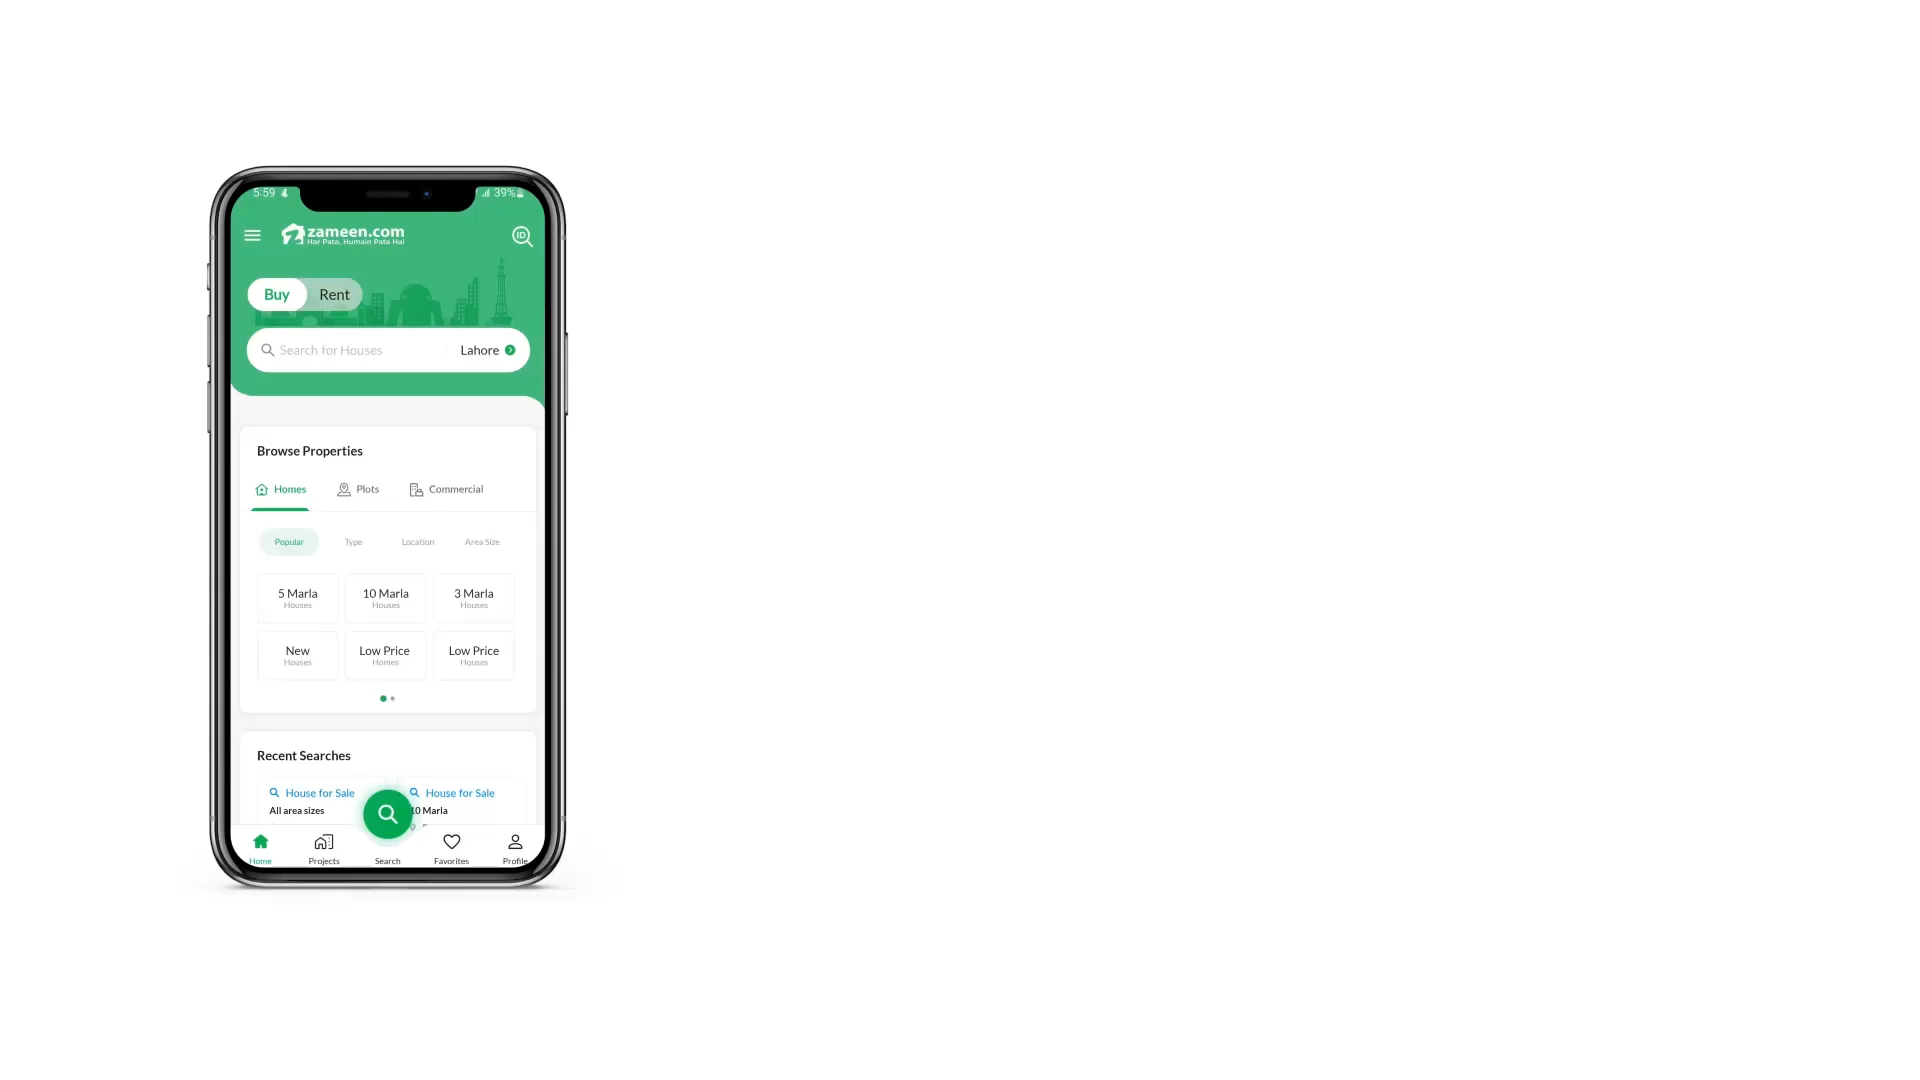 5:59
39%
zameen.com
Har Pata, Humain Pata Hai
ID
Buy Rent
Search for Houses Lahore
Browse Properties
Homes Plots Commercial
Popular Type Location Area Size
5 Marla 10 Marla 3 Marla
Houses Houses Houses
New Low Price Low Price
Houses Homes Houses
Recent Searches
House for Sale House for Sale
All area sizes 10 Marla
Home Projects Search Favorites Profile